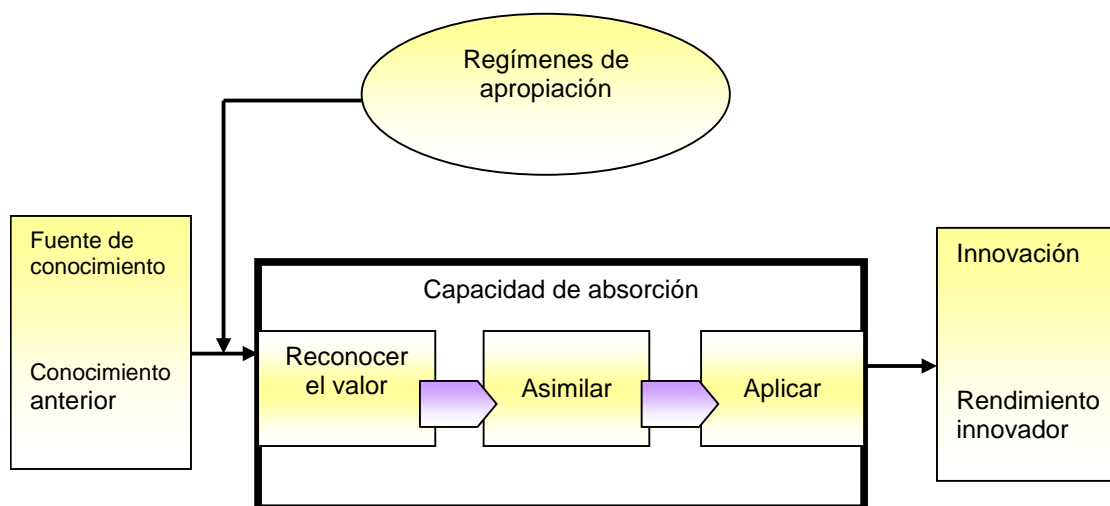 Regímenes de
apropiación
Fuente de
conocimiento
Conocimiento
anterior
Capacidad de absorción
Reconocer
el valor
Asimilar
Aplicar
Innovación
Rendimiento
innovador